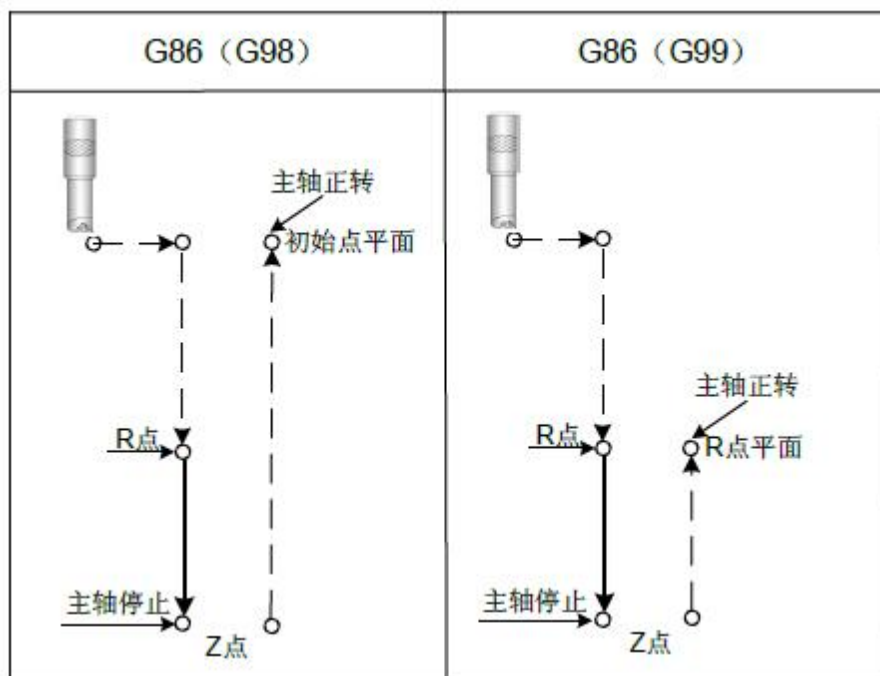 G86（G98）
G86（G99）
主轴正转
初始点平面
R点
主轴停止
Z点
主轴正转
R点
R点平面
主轴停止
Z点